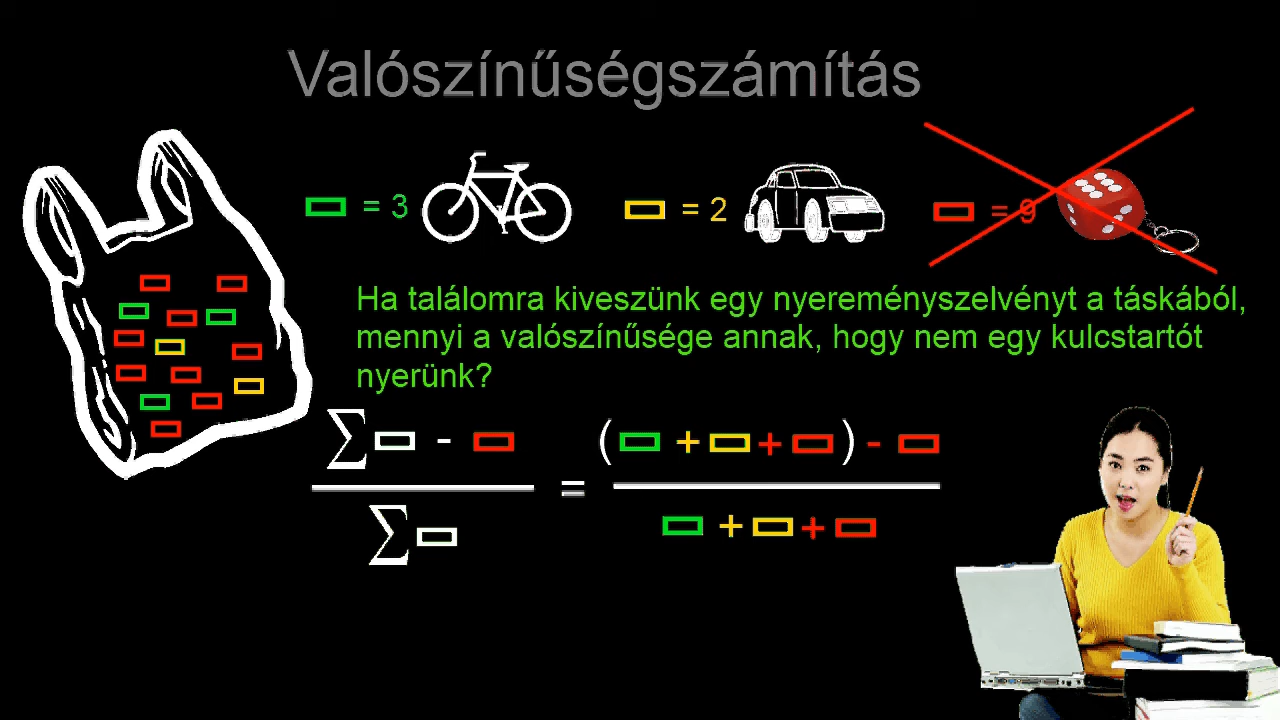 Valószínűségszámítás
= 3 = 2 = 9
Ha találomra kiveszünk egy nyereményszelvényt a táskából,
mennyi a valószínűsége annak, hogy nem egy kulcstartót
nyerünk?
∑ - = ( + + ) -
∑ + +